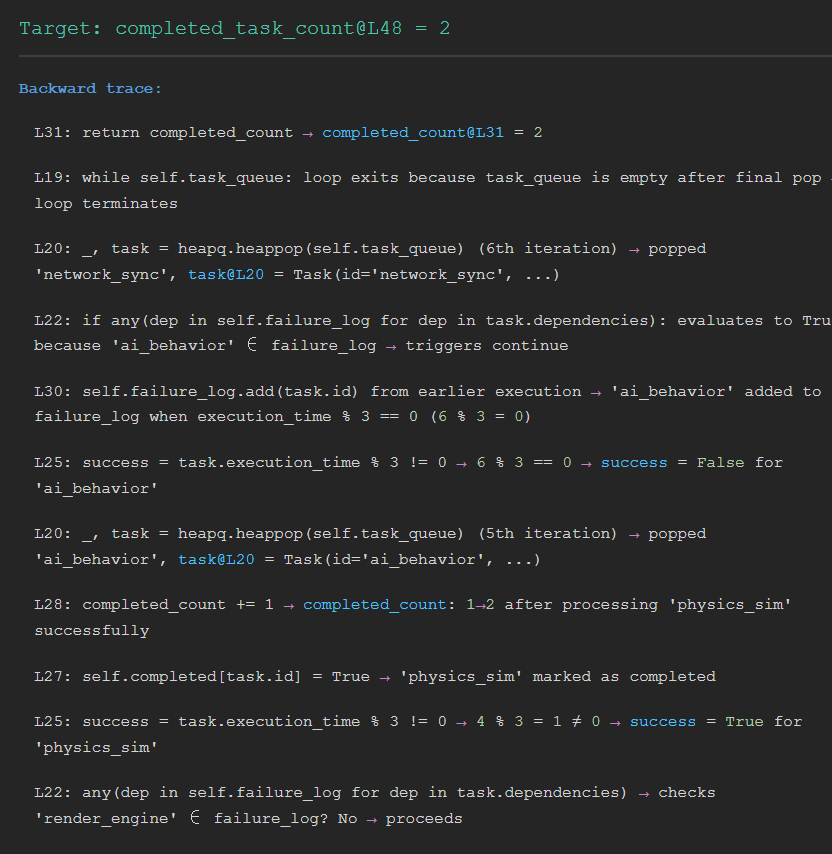 Target: completed_task_count@L48 = 2
Backward trace:
L31: return completed_count → completed_count@L31 = 2
L19: while self.task_queue: loop exits because task_queue is empty after final pop
loop terminates
L20: _, task = heapq.heappop(self.task_queue) (6th iteration) → popped
'network_sync', task@L20 = Task(id='network_sync', ...)
L22: if any(dep in self.failure_log for dep in task.dependencies): evaluates to Tru
because 'ai_behavior' ∈ failure_log → triggers continue
L30: self.failure_log.add(task.id) from earlier execution → 'ai_behavior' added to
failure_log when execution_time % 3 == 0 (6 % 3 = 0)
L25: success = task.execution_time % 3 != 0 → 6 % 3 == 0 → success = False for
'ai_behavior'
L20: _, task = heapq.heappop(self.task_queue) (5th iteration) → popped
'ai_behavior', task@L20 = Task(id='ai_behavior', ...)
L28: completed_count += 1 → completed_count: 1→2 after processing 'physics_sim'
successfully
L27: self.completed[task.id] = True → 'physics_sim' marked as completed
L25: success = task.execution_time % 3 != 0 → 4 % 3 = 1 ≠ 0 → success = True for
'physics_sim'
L22: any(dep in self.failure_log for dep in task.dependencies) → checks
'render_engine' ∈ failure_log? No → proceeds